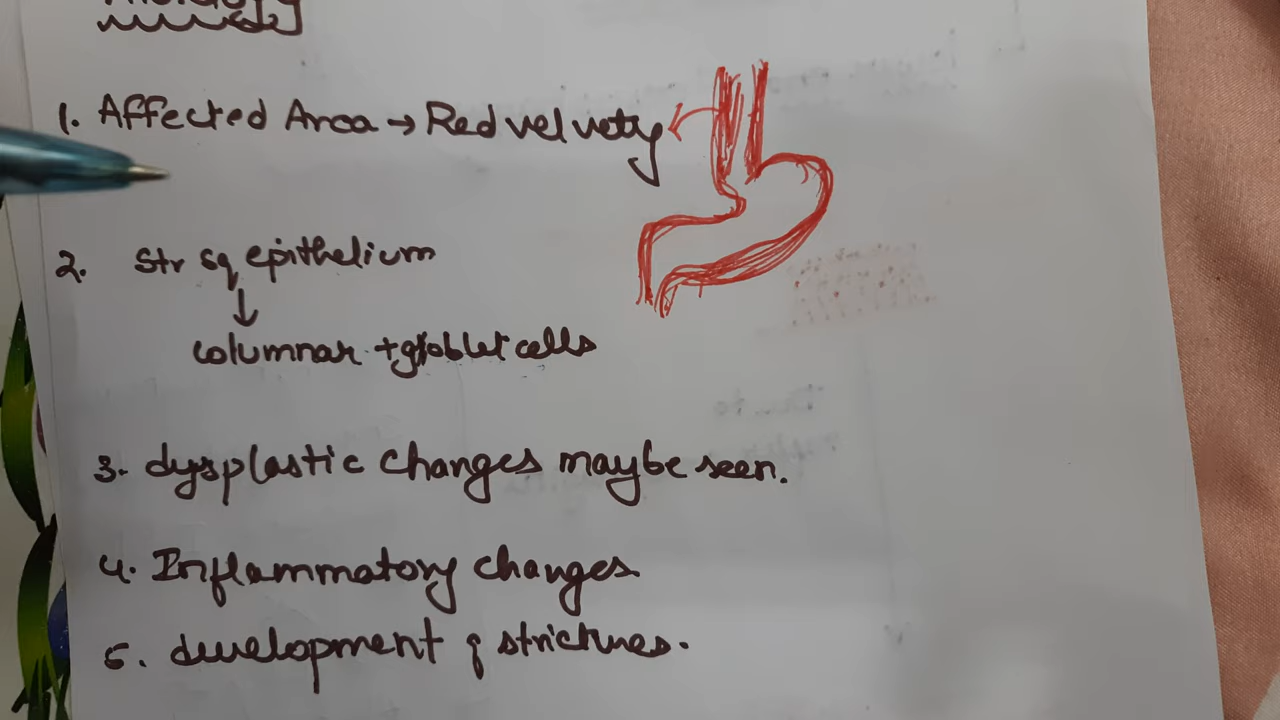 1. Affected Area → Red velvety
2. Str sq epithelium
↓
columnar + globlet cells
3. dysplastic changes maybe seen.
4. Inflammatory changes
5. development of strictures.